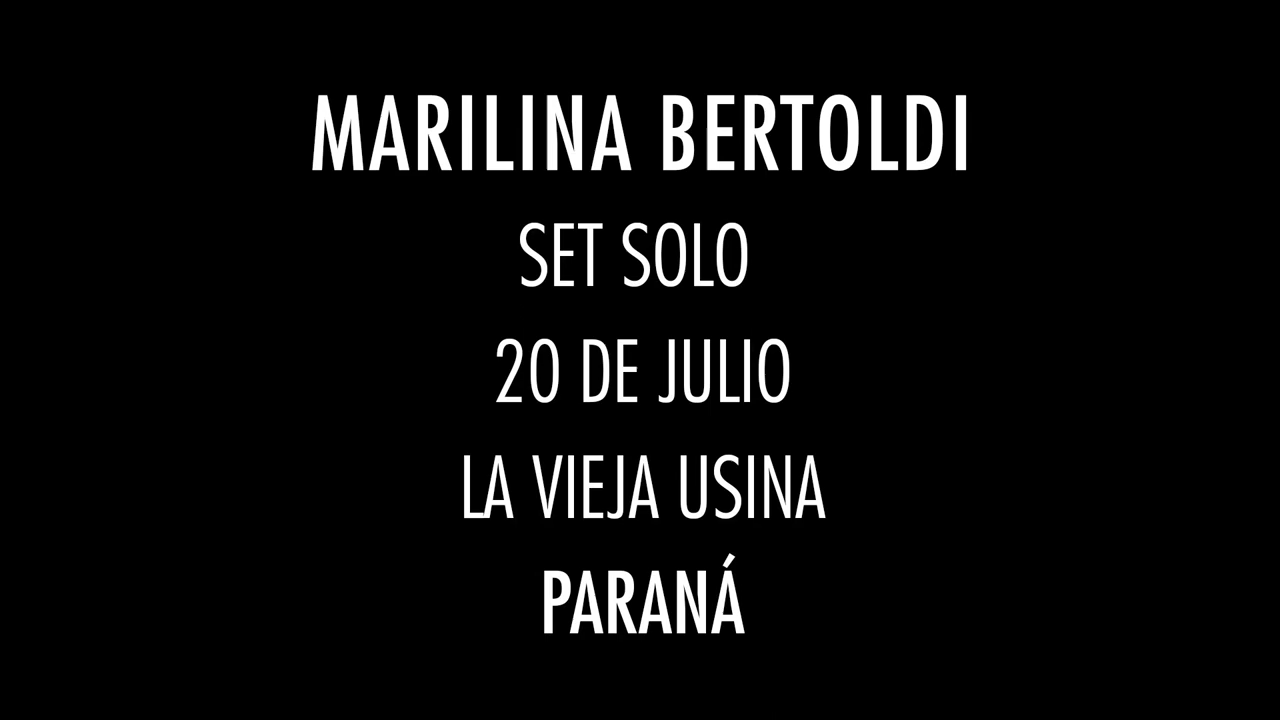 MARILINA BERTOLDI
SET SOLO
20 DE JULIO
LA VIEJA USINA
PARANÁ